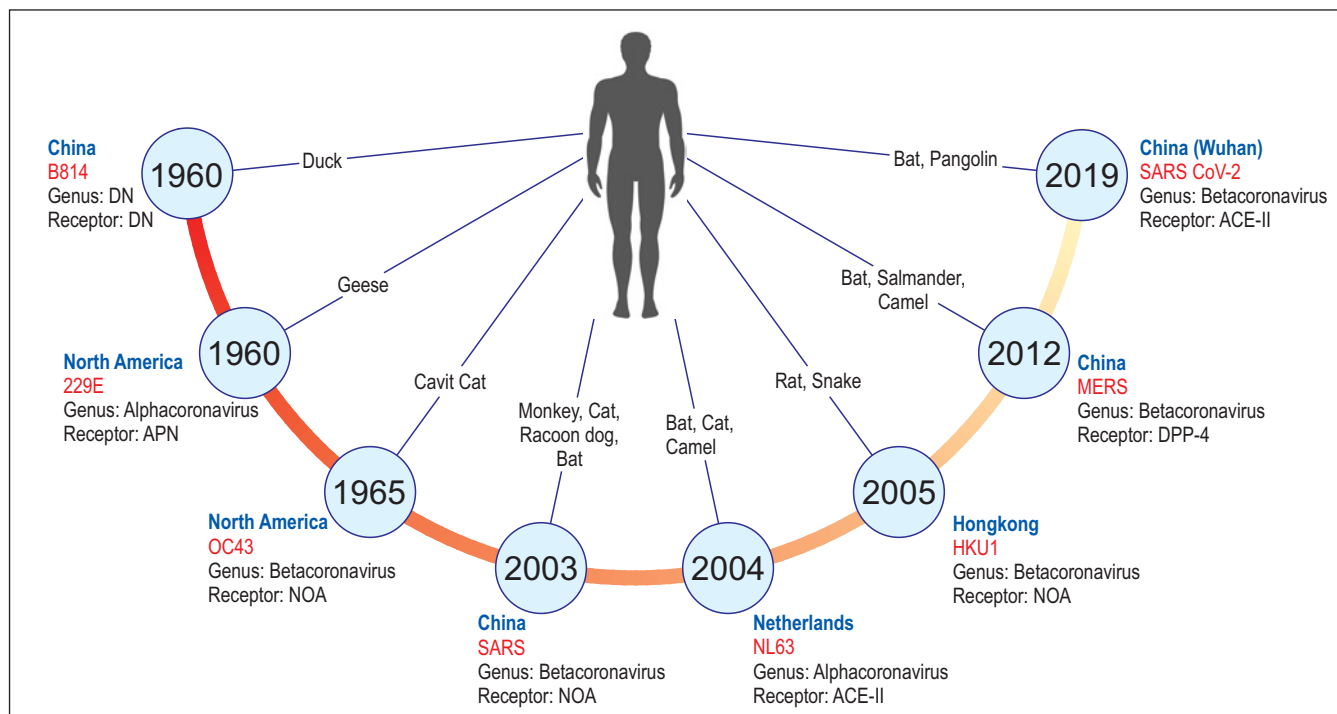 China
B814
Genus: DN
Receptor: DN
1960
Duck
North America
229E
Genus: Alphacoronavirus
Receptor: APN
1960
Geese
North America
OC43
Genus: Betacoronavirus
Receptor: NOA
1965
Cavit Cat
China
SARS
Genus: Betacoronavirus
Receptor: NOA
2003
Monkey, Cat,
Racoon dog,
Bat
Netherlands
NL63
Genus: Alphacoronavirus
Receptor: ACE-II
2004
Bat, Cat,
Camel
Hongkong
HKU1
Genus: Betacoronavirus
Receptor: NOA
2005
Rat, Snake
China
MERS
Genus: Betacoronavirus
Receptor: DPP-4
2012
Bat, Salmander,
Camel
China (Wuhan)
SARS CoV-2
Genus: Betacoronavirus
Receptor: ACE-II
2019
Bat, Pangolin